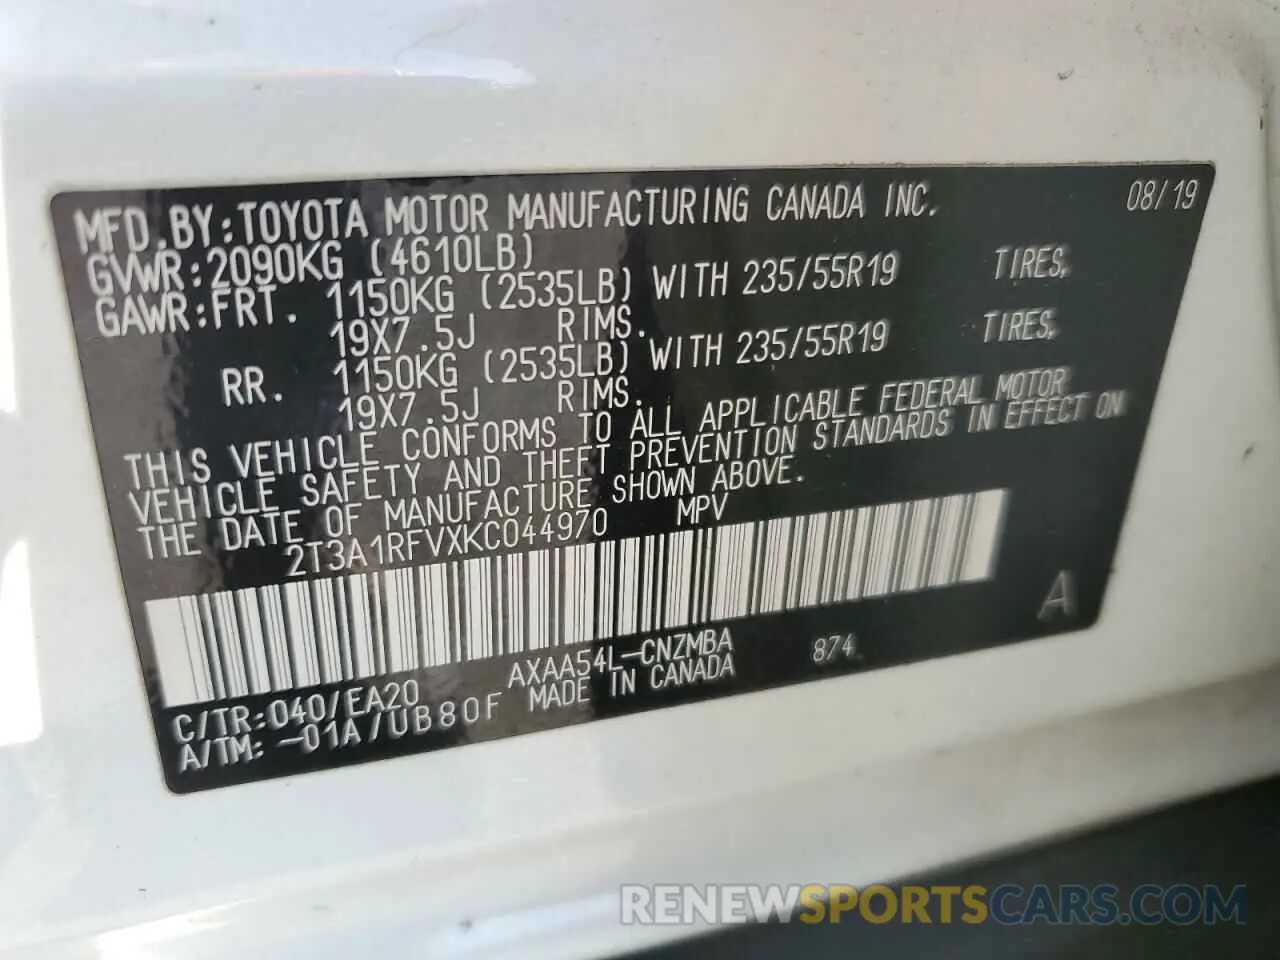 MFD.BY:TOYOTA MOTOR MANUFACTURING CANADA INC. 08/19
GVWR:2090KG (4610LB)
GAWR:FRT. 1150KG (2535LB) WITH 235/55R19 TIRES,
19X7.5J RIMS.
RR. 1150KG (2535LB) WITH 235/55R19 TIRES,
19X7.5J RIMS.
THIS VEHICLE CONFORMS TO ALL APPLICABLE FEDERAL MOTOR
VEHICLE SAFETY AND THEFT PREVENTION STANDARDS IN EFFECT ON
THE DATE OF MANUFACTURE SHOWN ABOVE.
2T3A1RFVXKC044970 MPV
A
AXAA54L-CNZMBA 874
C/TR:040/EA20 MADE IN CANADA
A/TM:-01A/UB80F
RENEWSPORTSCARS.COM